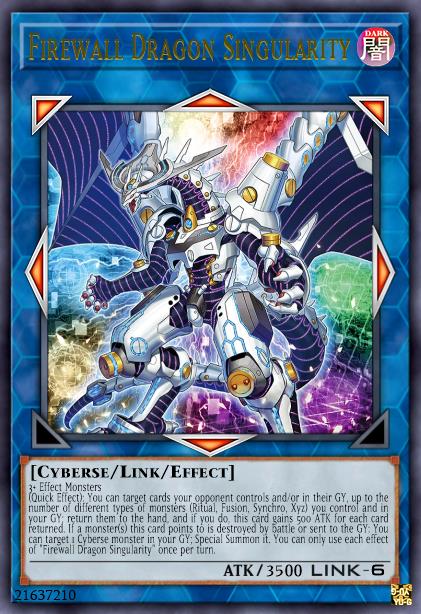 Firewall Dragon Singularity
DARK
闇
[Cyberse/Link/Effect]
3+ Effect Monsters
(Quick Effect): You can target cards your opponent controls and/or in their GY, up to the
number of different types of monsters (Ritual, Fusion, Synchro, Xyz) you control and in
your GY; return them to the hand, and if you do, this card gains 500 ATK for each card
returned. If a monster(s) this card points to is destroyed by battle or sent to the GY: You
can target 1 Cyberse monster in your GY; Special Summon it. You can only use each effect
of "Firewall Dragon Singularity" once per turn.
ATK/3500 LINK-6
21637210